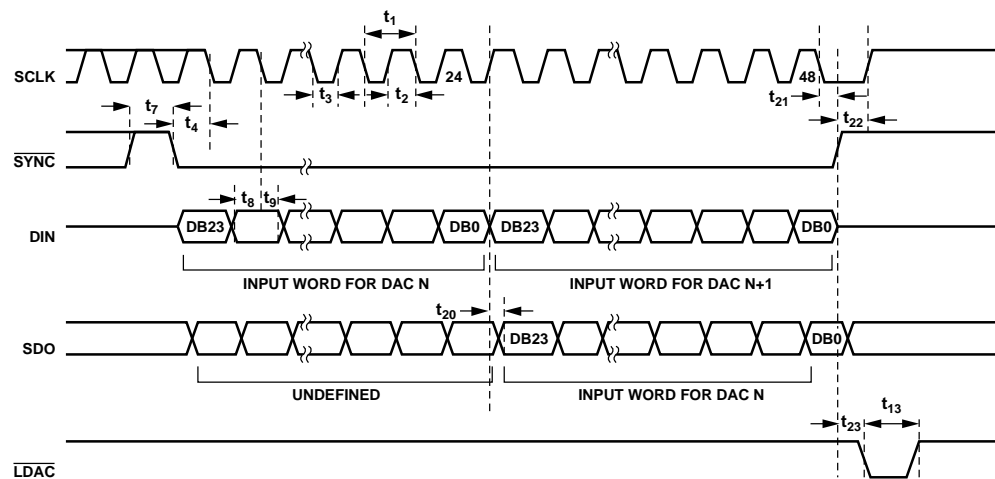 t1
SCLK
24
48
t3
t2
t21
t7
t4
t22
SYNC
t8
t9
DIN
DB23
DB0
DB23
DB0
INPUT WORD FOR DAC N
INPUT WORD FOR DAC N+1
t20
SDO
DB23
DB0
UNDEFINED
INPUT WORD FOR DAC N
t23
t13
LDAC